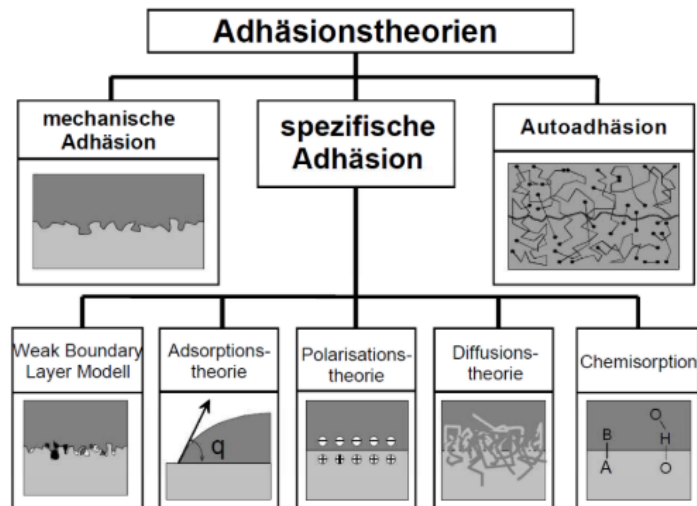 Adhäsionstheorien
mechanische
Adhäsion
spezifische
Adhäsion
Autoadhäsion
Weak Boundary
Layer Modell
Adsorptions-
theorie
Polarisations-
theorie
Diffusions-
theorie
Chemisorption
q
B
A
O
H
O